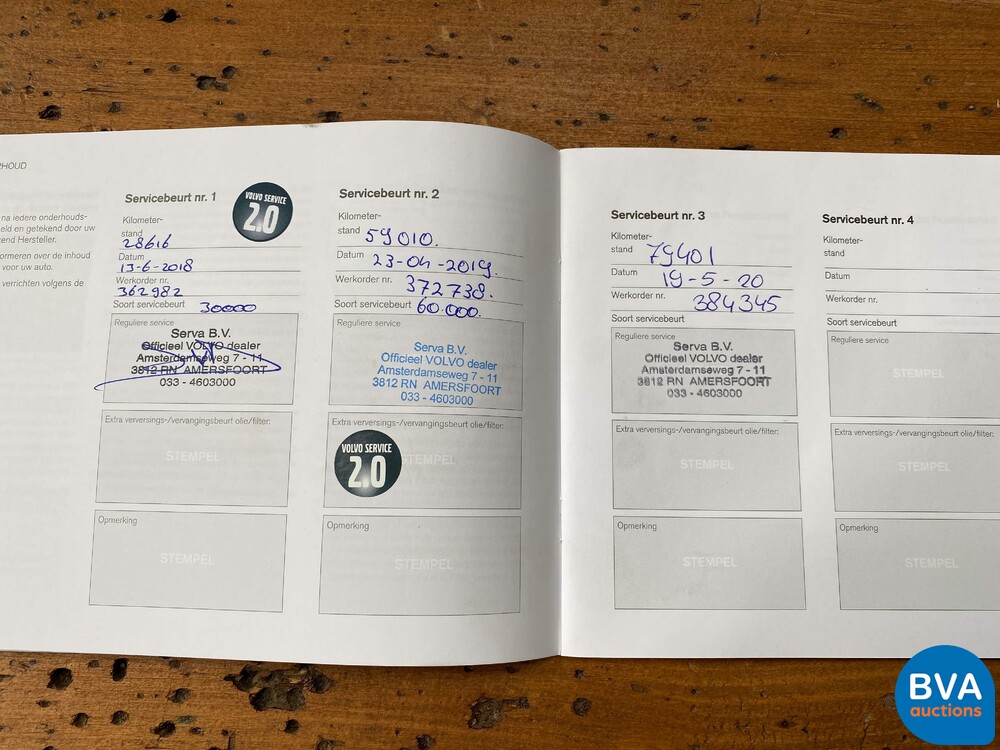 RHOUD
na iedere onderhouds-
eld en getekend door uw
end Hersteller.
ormeren over de inhoud
voor uw auto.
verrichten volgens de
Servicebeurt nr. 1
VOLVO SERVICE
2.0
Kilometer-
stand 28616
Datum 13-6-2018
Werkorder nr. 362982
Soort servicebeurt 30000
Reguliere service
Serva B.V.
Officieel VOLVO dealer
Amsterdamseweg 7 - 11
3812 RN AMERSFOORT
033 - 4603000
Extra verversings-/vervangingsbeurt olie/filter:
STEMPEL
Opmerking
STEMPEL
Servicebeurt nr. 2
Kilometer-
stand 59010.
Datum 23-04-2019.
Werkorder nr. 372738.
Soort servicebeurt 60.000.
Reguliere service
Serva B.V.
Officieel VOLVO dealer
Amsterdamseweg 7 - 11
3812 RN AMERSFOORT
033 - 4603000
Extra verversings-/vervangingsbeurt olie/filter:
VOLVO SERVICE
2.0
STEMPEL
Opmerking
STEMPEL
Servicebeurt nr. 3
Kilometer-
stand 79401
Datum 19-5-20
Werkorder nr. 384345
Soort servicebeurt
Reguliere service
Serva B.V.
Officieel VOLVO dealer
Amsterdamseweg 7 - 11
3812 RN AMERSFOORT
033 - 4603000
Extra verversings-/vervangingsbeurt olie/filter:
STEMPEL
Opmerking
STEMPEL
Servicebeurt nr. 4
Kilometer-
stand
Datum
Werkorder nr.
Soort servicebeurt
Reguliere service
STEMPEL
Extra verversings-/vervangingsbeurt olie/filter:
STEMPEL
Opmerking
STEMPEL
BVA
auctions